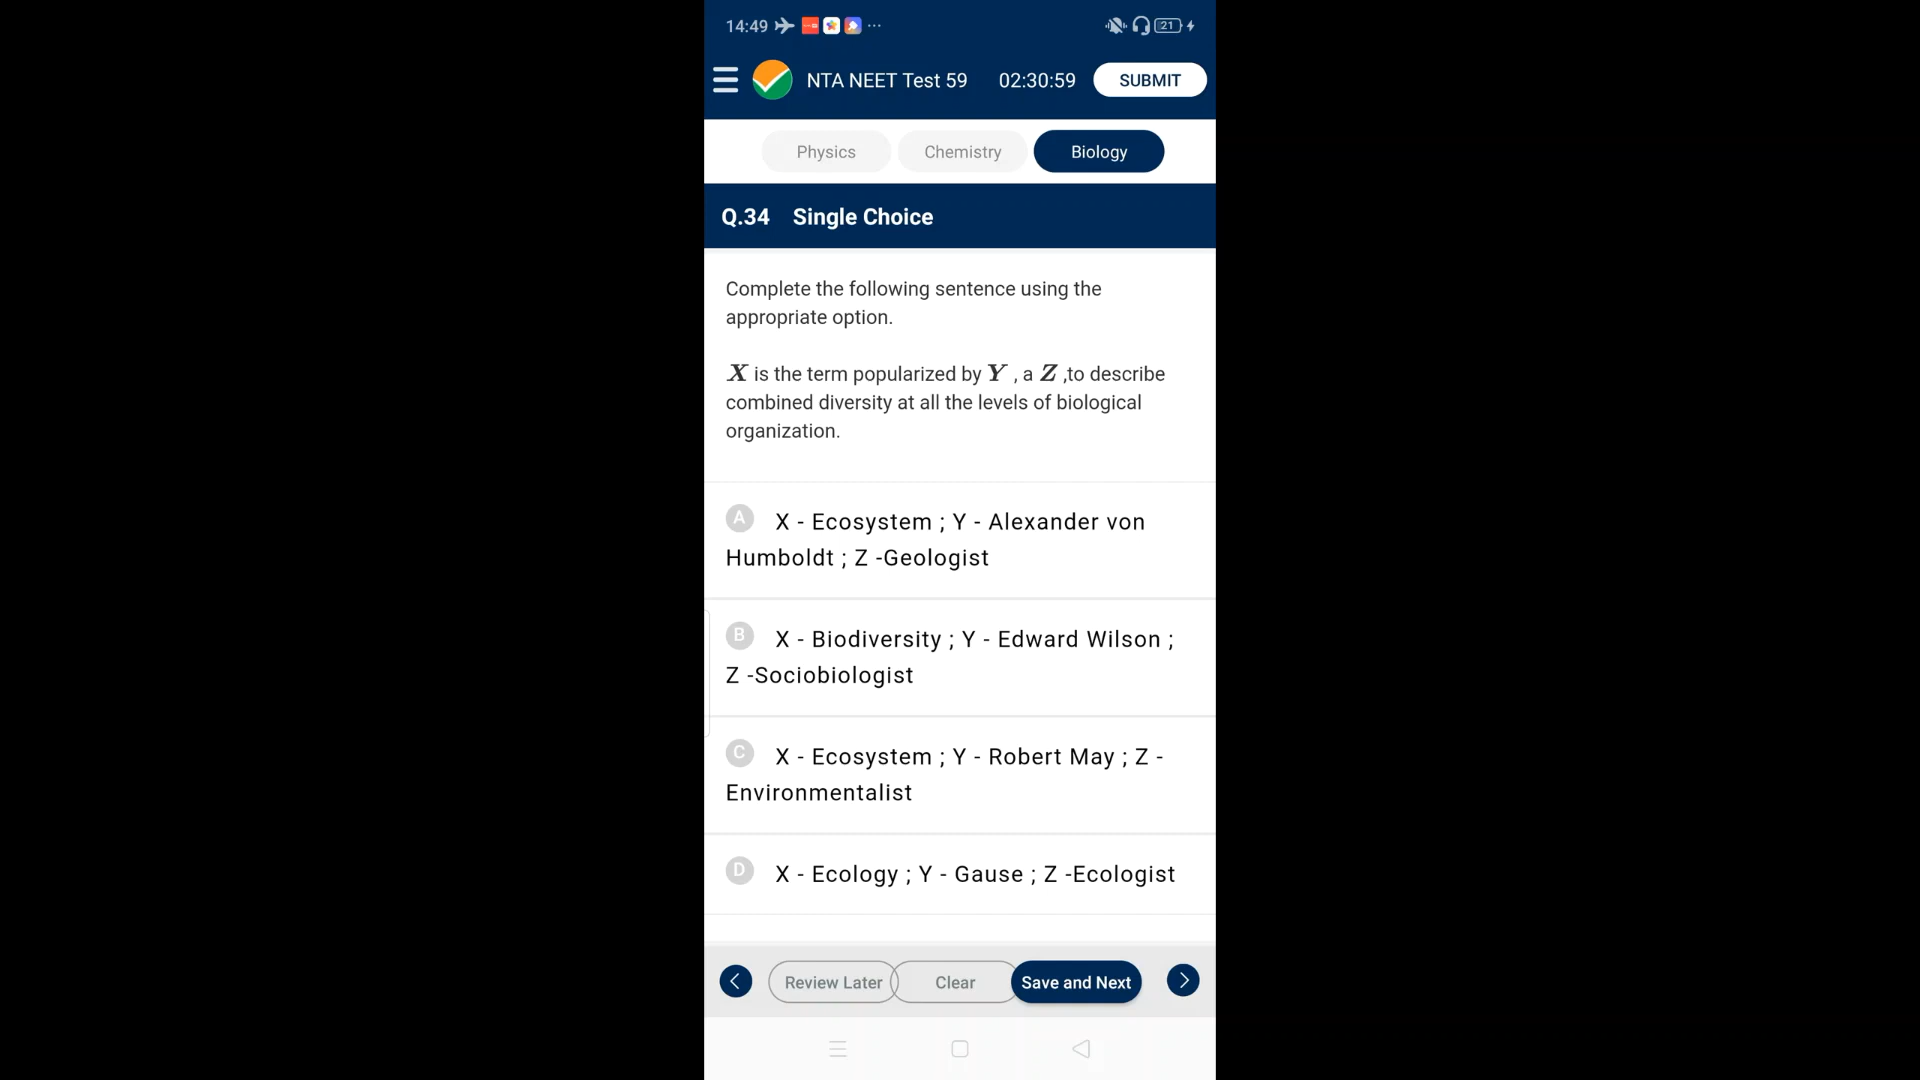 14:49 ··· 21
NTA NEET Test 59 02:30:59 SUBMIT
Physics Chemistry Biology
Q.34 Single Choice
Complete the following sentence using the
appropriate option.
X is the term popularized by Y , a Z ,to describe
combined diversity at all the levels of biological
organization.
A X - Ecosystem ; Y - Alexander von
Humboldt ; Z -Geologist
B X - Biodiversity ; Y - Edward Wilson ;
Z -Sociobiologist
C X - Ecosystem ; Y - Robert May ; Z -
Environmentalist
D X - Ecology ; Y - Gause ; Z -Ecologist
Review Later Clear Save and Next